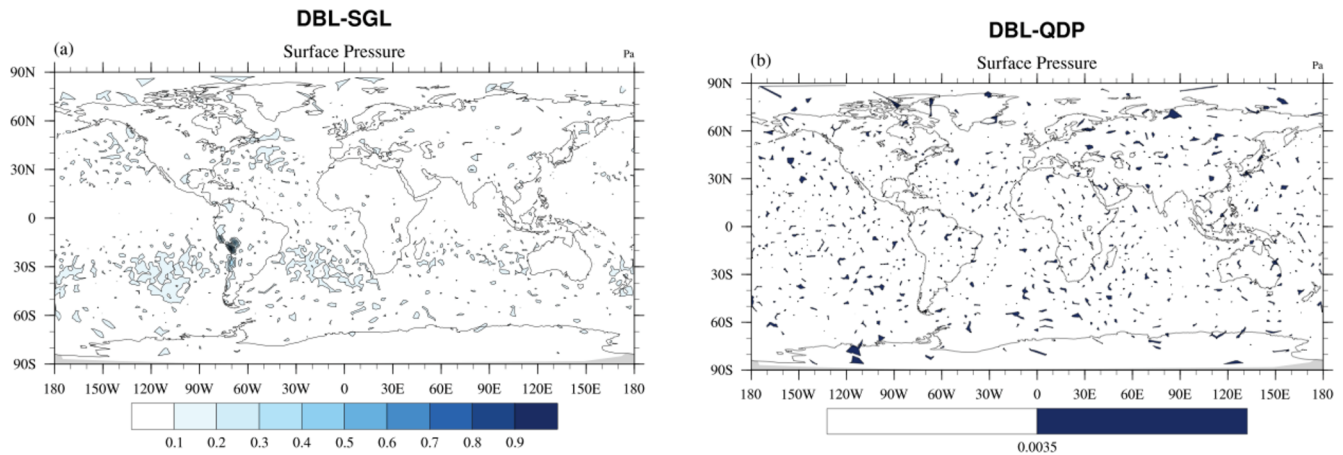 DBL-SGL
(a) Surface Pressure Pa
90N
60N
30N
0
30S
60S
90S
180 150W 120W 90W 60W 30W 0 30E 60E 90E 120E 150E 180
0.1 0.2 0.3 0.4 0.5 0.6 0.7 0.8 0.9
DBL-QDP
(b) Surface Pressure Pa
90N
60N
30N
0
30S
60S
90S
180 150W 120W 90W 60W 30W 0 30E 60E 90E 120E 150E 180
0.0035